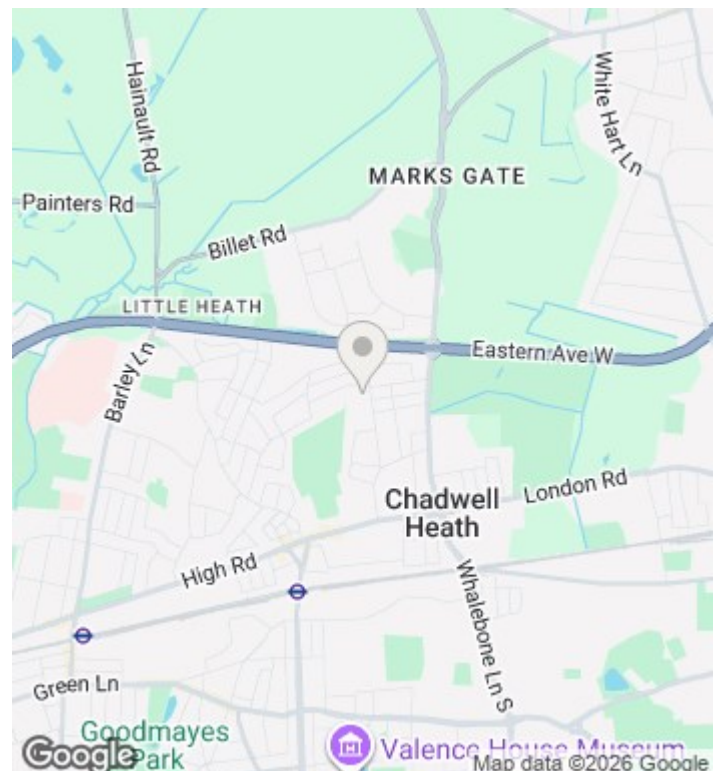 Hainault Rd
White Hart Ln
MARKS GATE
Painters Rd
Billet Rd
LITTLE HEATH
Eastern Ave W
Barley Ln
Chadwell
Heath
London Rd
High Rd
Whalebone Ln S
Green Ln
Goodmayes
Park
Valence House Museum
Google
Map data ©2026 Google